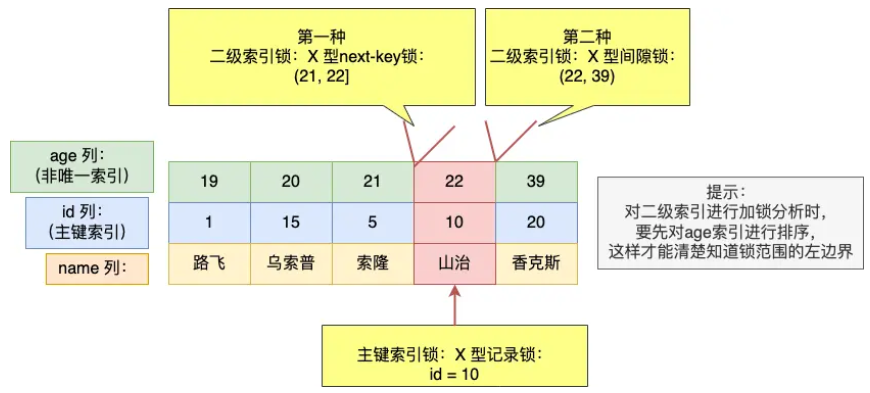 第一种
二级索引锁：X 型next-key锁：
(21, 22]
第二种
二级索引锁：X 型间隙锁：
(22, 39)
age 列：
（非唯一索引）
19
20
21
22
39
id 列：
（主键索引）
1
15
5
10
20
name 列：
路飞
乌索普
索隆
山治
香克斯
提示：
对二级索引进行加锁分析时，
要先对age索引进行排序，
这样才能清楚知道锁范围的左边界
主键索引锁：X 型记录锁：
id = 10